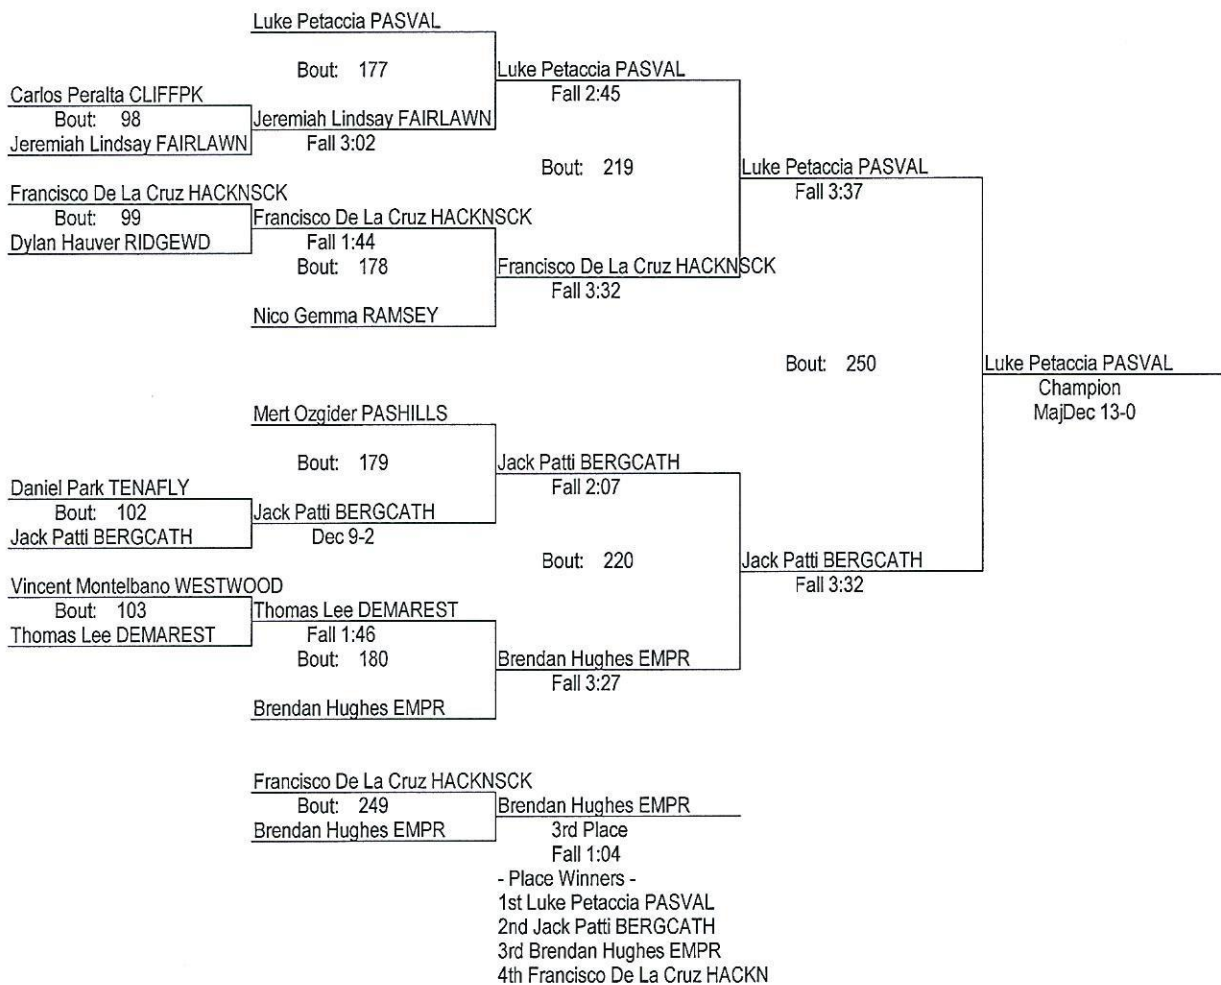 Luke Petaccia PASVAL
Bout: 177
Luke Petaccia PASVAL
Fall 2:45
Carlos Peralta CLIFFPK
Bout: 98
Jeremiah Lindsay FAIRLAWN
Jeremiah Lindsay FAIRLAWN
Fall 3:02
Bout: 219
Luke Petaccia PASVAL
Fall 3:37
Francisco De La Cruz HACKNSCK
Bout: 99
Dylan Hauver RIDGEWD
Francisco De La Cruz HACKNSCK
Fall 1:44
Bout: 178
Francisco De La Cruz HACKNSCK
Fall 3:32
Nico Gemma RAMSEY
Bout: 250
Luke Petaccia PASVAL
Champion
MajDec 13-0
Mert Ozgider PASHILLS
Bout: 179
Jack Patti BERGCATH
Fall 2:07
Daniel Park TENAFLY
Bout: 102
Jack Patti BERGCATH
Jack Patti BERGCATH
Dec 9-2
Bout: 220
Jack Patti BERGCATH
Fall 3:32
Vincent Montelbano WESTWOOD
Bout: 103
Thomas Lee DEMAREST
Thomas Lee DEMAREST
Fall 1:46
Bout: 180
Brendan Hughes EMPR
Fall 3:27
Brendan Hughes EMPR
Francisco De La Cruz HACKNSCK
Bout: 249
Brendan Hughes EMPR
Brendan Hughes EMPR
3rd Place
Fall 1:04
- Place Winners -
1st Luke Petaccia PASVAL
2nd Jack Patti BERGCATH
3rd Brendan Hughes EMPR
4th Francisco De La Cruz HACKN